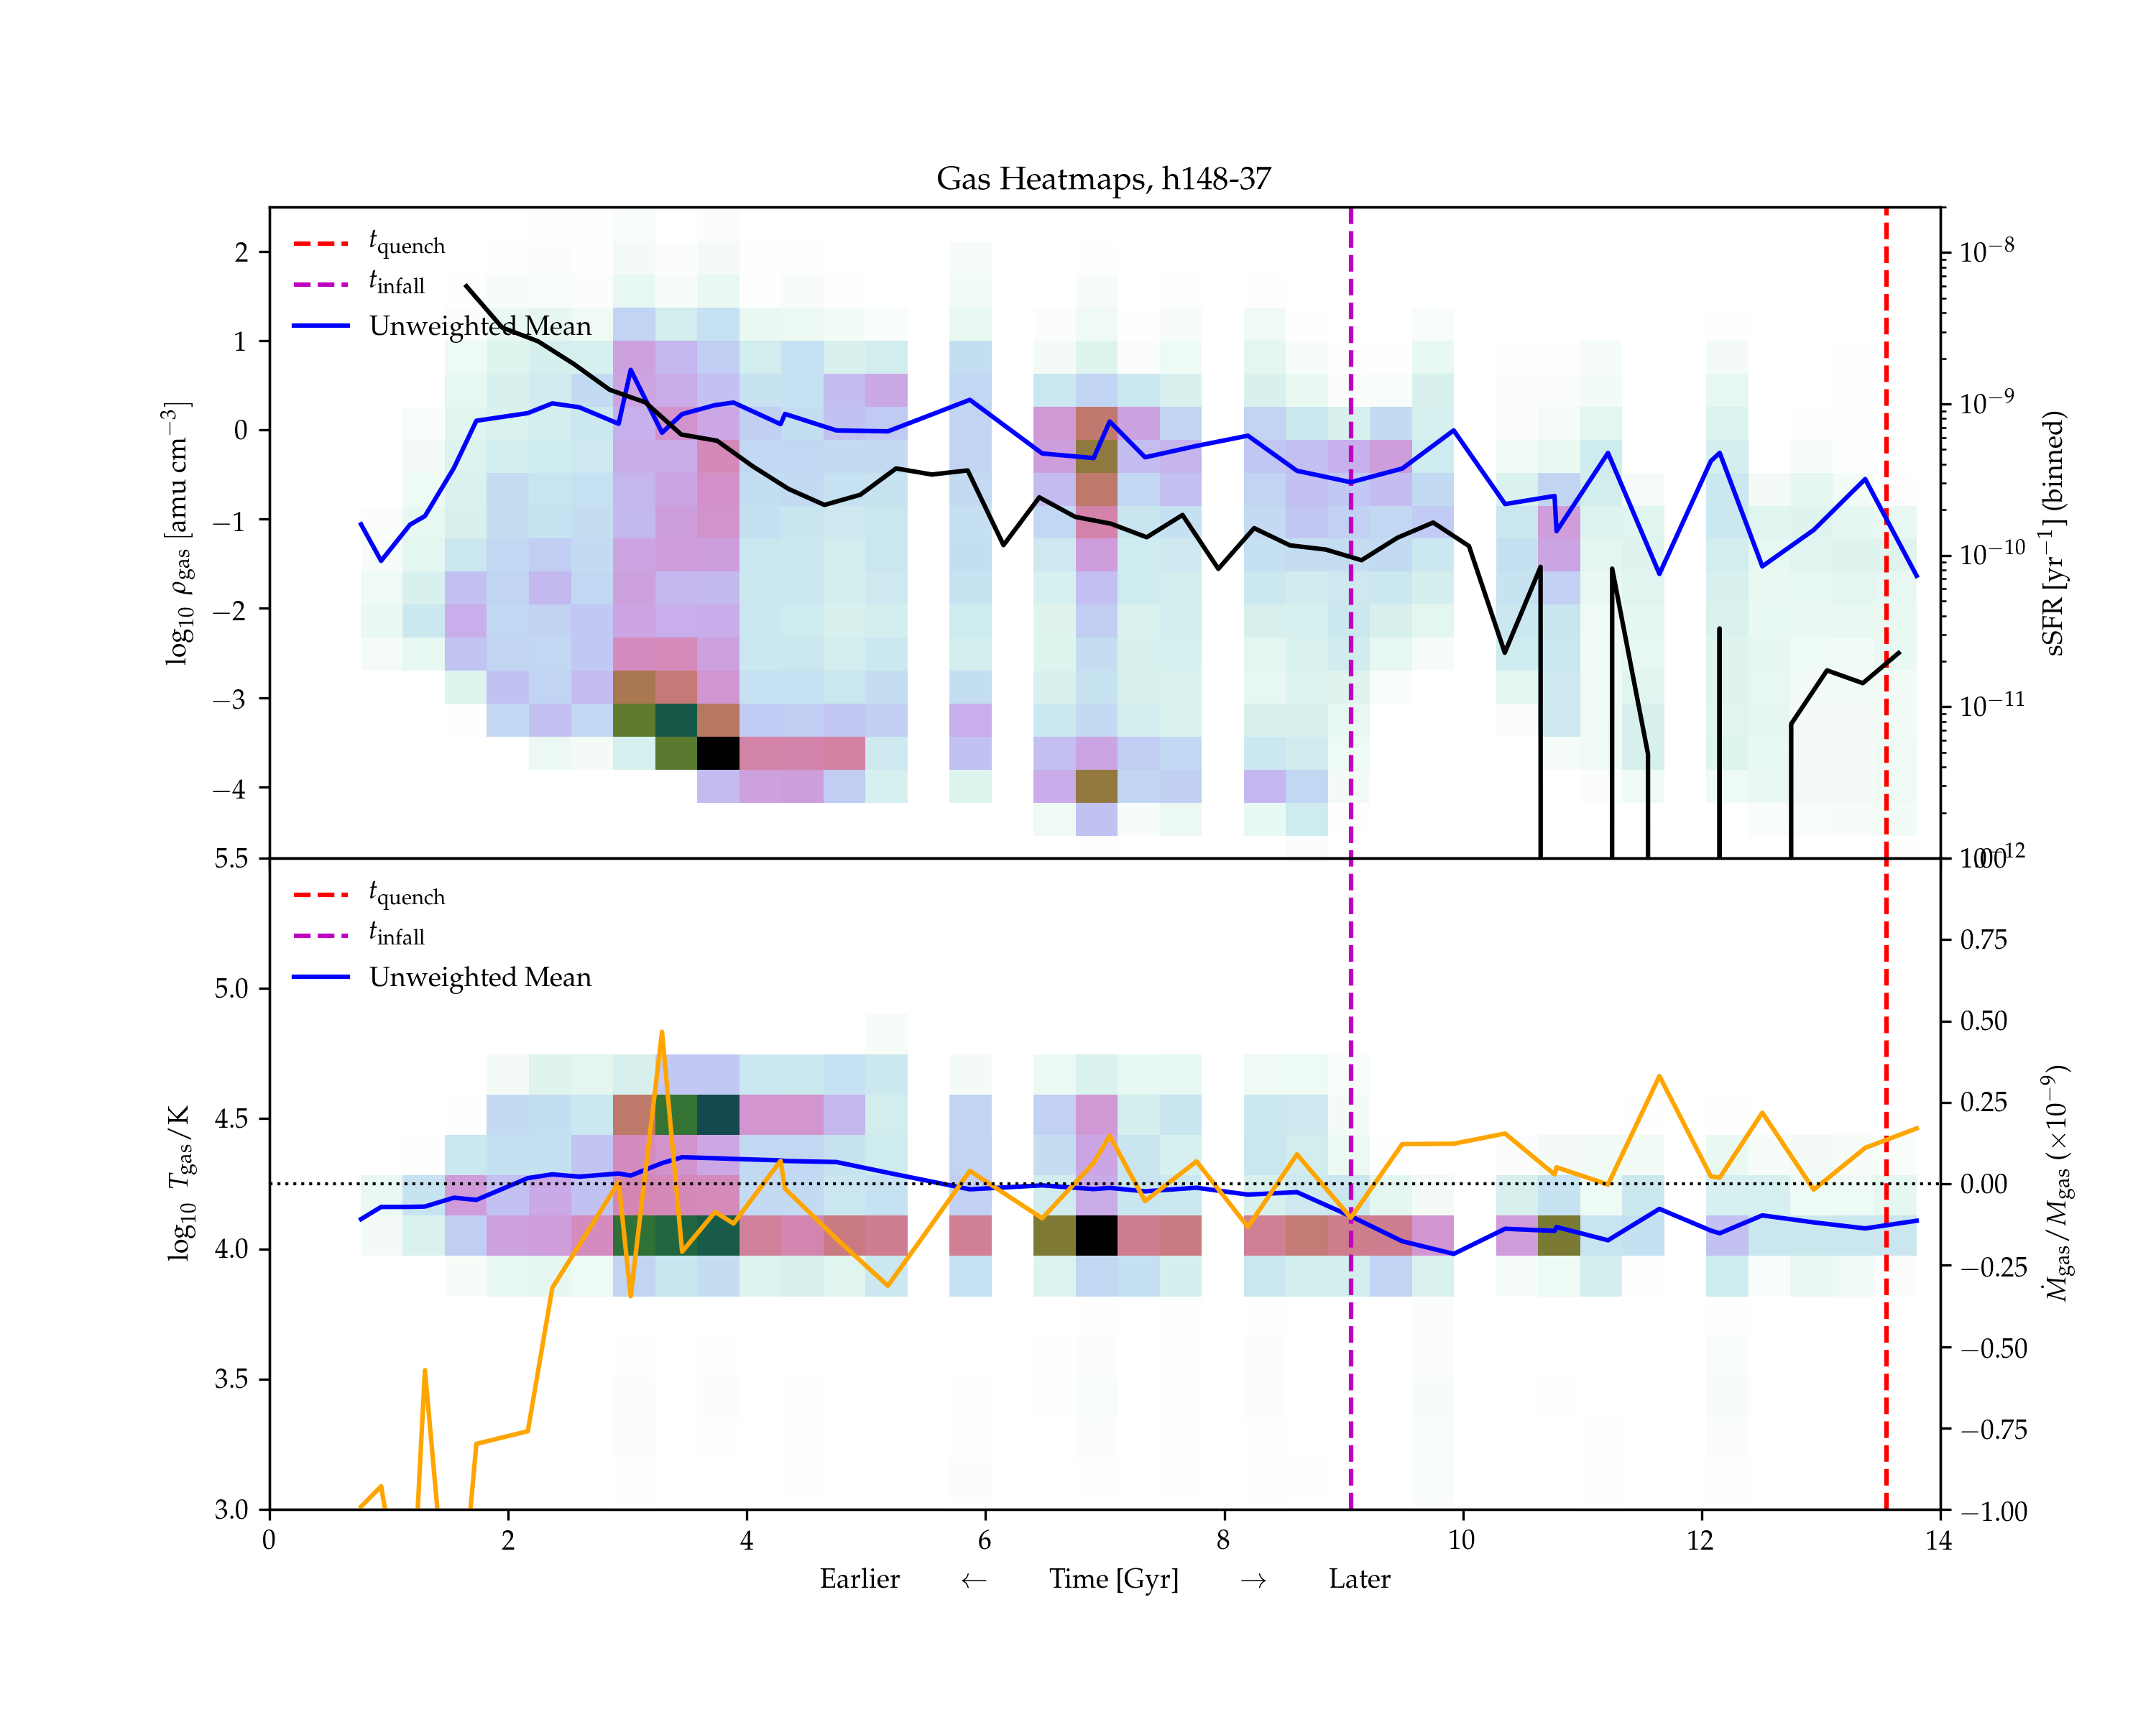 Gas Heatmaps, h148-37
t_quench
t_infall
Unweighted Mean
2
1
0
−1
−2
−3
−4
log₁₀ ρ_gas [amu cm⁻³]
10⁻⁸
10⁻⁹
10⁻¹⁰
10⁻¹¹
10⁻¹²
sSFR [yr⁻¹] (binned)
t_quench
t_infall
Unweighted Mean
5.5
5.0
4.5
4.0
3.5
3.0
log₁₀ T_gas/K
1.00
0.75
0.50
0.25
0.00
−0.25
−0.50
−0.75
−1.00
Ṁ_gas/M_gas (×10⁻⁹)
0 2 4 6 8 10 12 14
Earlier ← Time [Gyr] → Later